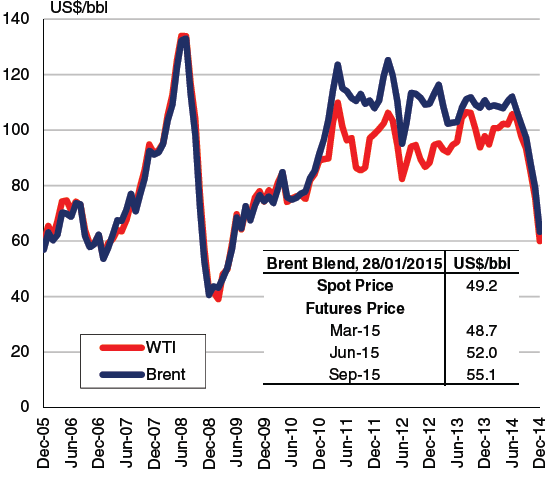 US$/bbl
140
120
100
80
60
40
20
0
Brent Blend, 28/01/2015 US$/bbl
Spot Price 49.2
Futures Price
Mar-15 48.7
Jun-15 52.0
Sep-15 55.1
WTI
Brent
Dec-05
Jun-06
Dec-06
Jun-07
Dec-07
Jun-08
Dec-08
Jun-09
Dec-09
Jun-10
Dec-10
Jun-11
Dec-11
Jun-12
Dec-12
Jun-13
Dec-13
Jun-14
Dec-14